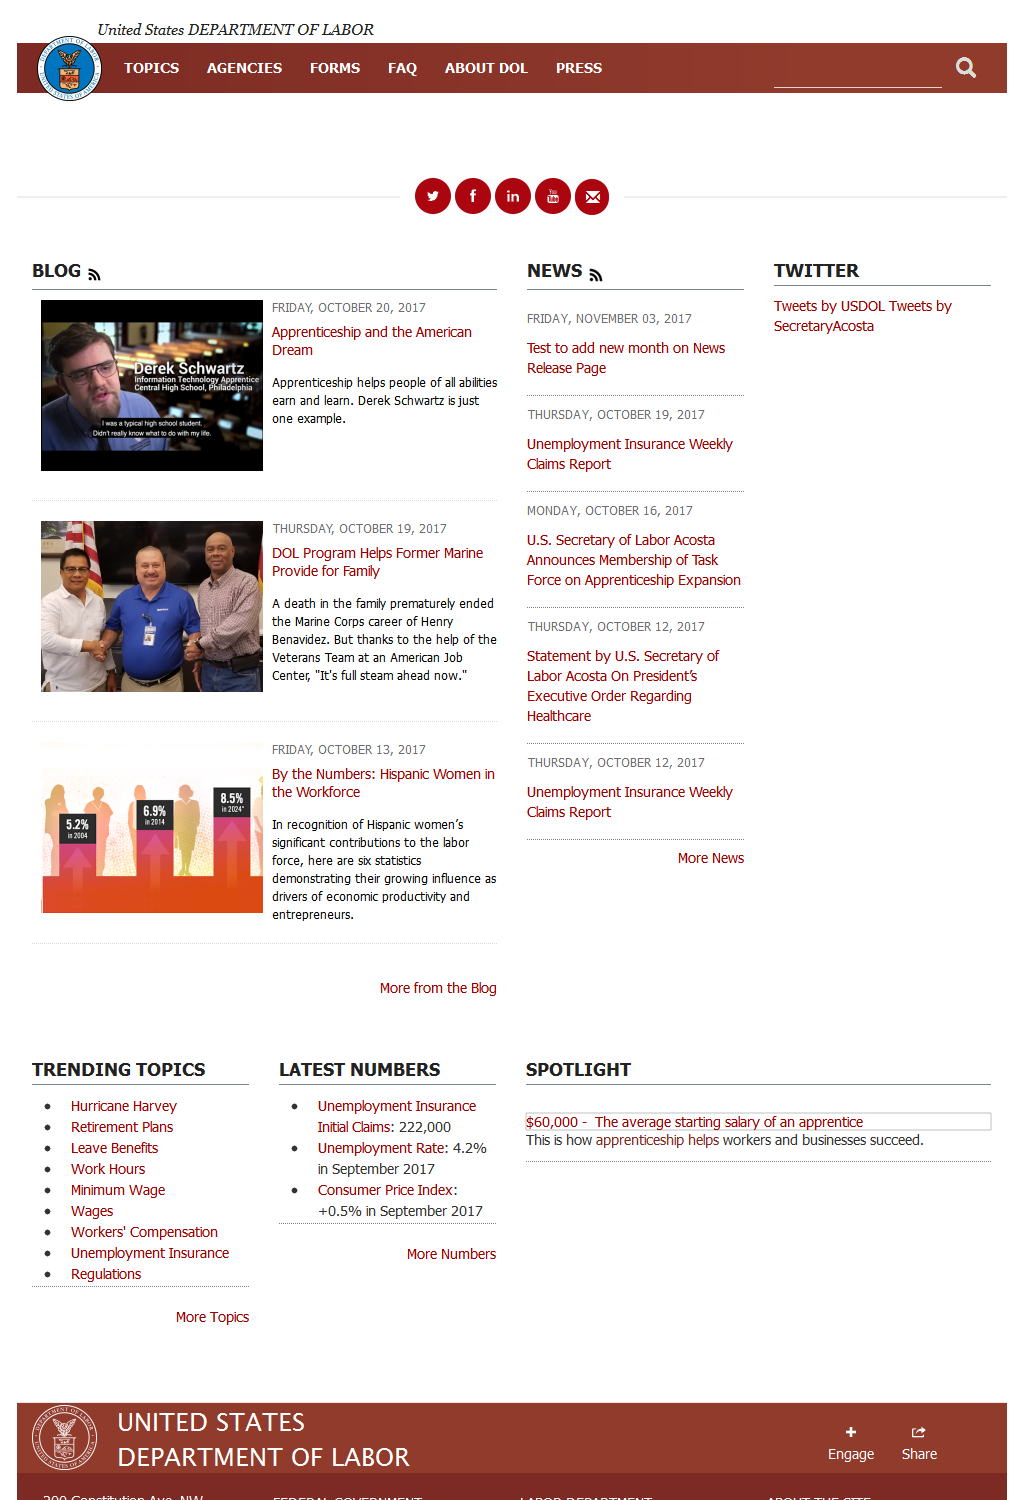 United States DEPARTMENT OF LABOR
TOPICS AGENCIES FORMS FAQ ABOUT DOL PRESS
BLOG
FRIDAY, OCTOBER 20, 2017
Apprenticeship and the American
Dream
Derek Schwartz
Information Technology Apprentice
Central High School, Philadelphia
I was a typical high school student.
Didn't really know what to do with my life.
Apprenticeship helps people of all abilities
earn and learn. Derek Schwartz is just
one example.
THURSDAY, OCTOBER 19, 2017
DOL Program Helps Former Marine
Provide for Family
A death in the family prematurely ended
the Marine Corps career of Henry
Benavidez. But thanks to the help of the
Veterans Team at an American Job
Center, "It's full steam ahead now."
FRIDAY, OCTOBER 13, 2017
By the Numbers: Hispanic Women in
the Workforce
5.2%
in 2004
6.9%
in 2014
8.5%
in 2024*
In recognition of Hispanic women’s
significant contributions to the labor
force, here are six statistics
demonstrating their growing influence as
drivers of economic productivity and
entrepreneurs.
More from the Blog
NEWS
FRIDAY, NOVEMBER 03, 2017
Test to add new month on News
Release Page
THURSDAY, OCTOBER 19, 2017
Unemployment Insurance Weekly
Claims Report
MONDAY, OCTOBER 16, 2017
U.S. Secretary of Labor Acosta
Announces Membership of Task
Force on Apprenticeship Expansion
THURSDAY, OCTOBER 12, 2017
Statement by U.S. Secretary of
Labor Acosta On President’s
Executive Order Regarding
Healthcare
THURSDAY, OCTOBER 12, 2017
Unemployment Insurance Weekly
Claims Report
More News
TWITTER
Tweets by USDOL Tweets by
SecretaryAcosta
TRENDING TOPICS
Hurricane Harvey
Retirement Plans
Leave Benefits
Work Hours
Minimum Wage
Wages
Workers' Compensation
Unemployment Insurance
Regulations
More Topics
LATEST NUMBERS
Unemployment Insurance
Initial Claims: 222,000
Unemployment Rate: 4.2%
in September 2017
Consumer Price Index:
+0.5% in September 2017
More Numbers
SPOTLIGHT
$60,000 - The average starting salary of an apprentice
This is how apprenticeship helps workers and businesses succeed.
UNITED STATES
DEPARTMENT OF LABOR
Engage Share
200 Constitution Ave. NW
FEDERAL GOVERNMENT
LABOR DEPARTMENT
ABOUT THE SITE